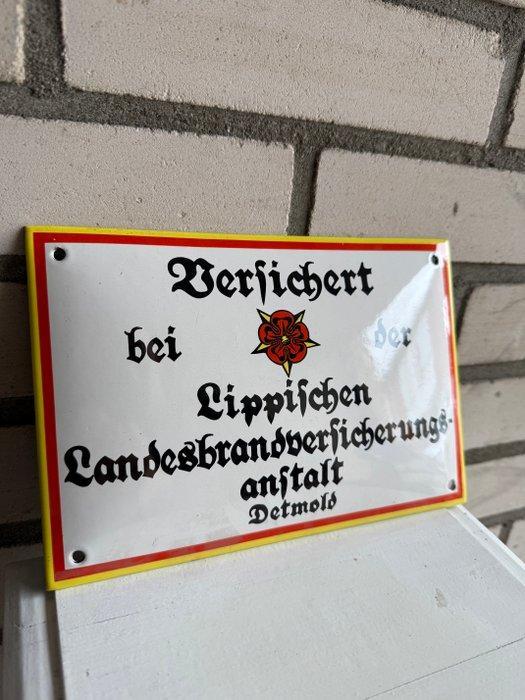 Versichert
bei der
Lippischen
Landesbrandversicherungs-
anstalt
Detmold